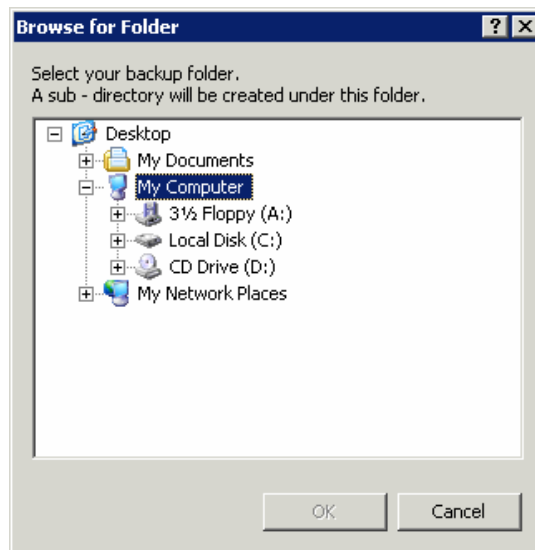 Browse for Folder
Select your backup folder.
A sub - directory will be created under this folder.
Desktop
My Documents
My Computer
3½ Floppy (A:)
Local Disk (C:)
CD Drive (D:)
My Network Places
OK
Cancel